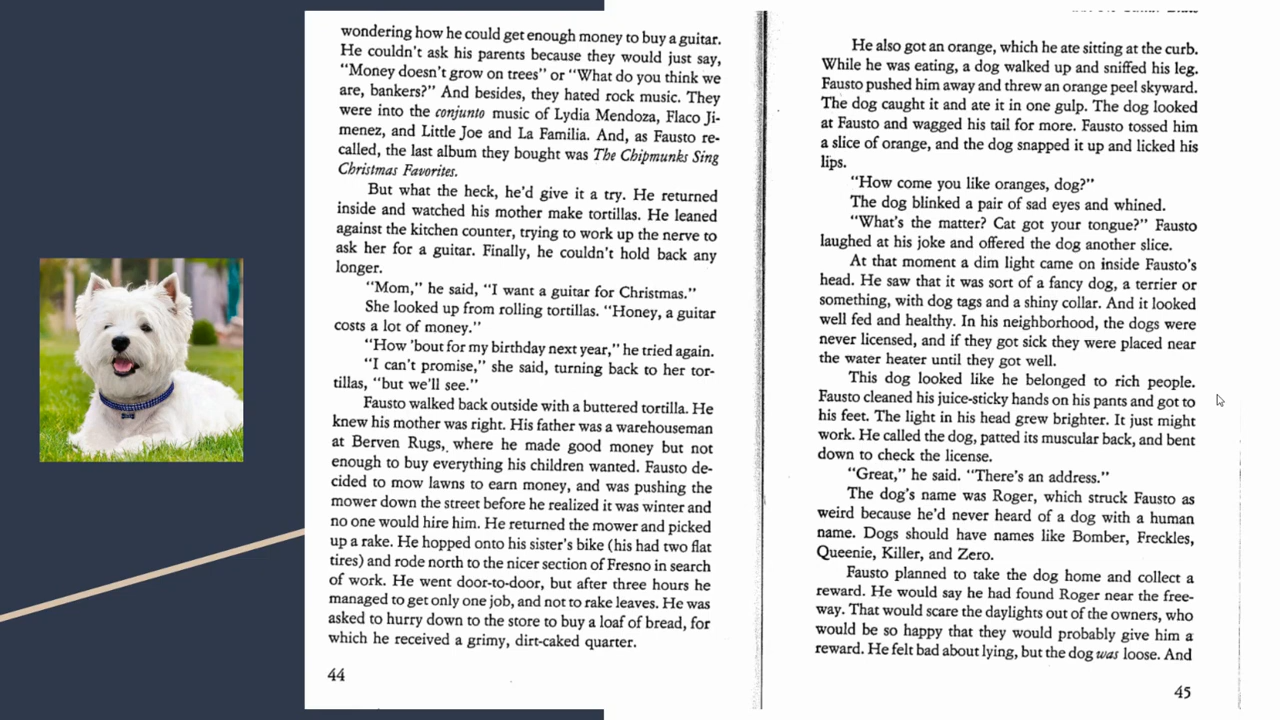 wondering how he could get enough money to buy a guitar.
He couldn't ask his parents because they would just say,
"Money doesn't grow on trees" or "What do you think we
are, bankers?" And besides, they hated rock music. They
were into the conjunto music of Lydia Mendoza, Flaco Ji-
menez, and Little Joe and La Familia. And, as Fausto re-
called, the last album they bought was The Chipmunks Sing
Christmas Favorites.
But what the heck, he'd give it a try. He returned
inside and watched his mother make tortillas. He leaned
against the kitchen counter, trying to work up the nerve to
ask her for a guitar. Finally, he couldn't hold back any
longer.
"Mom," he said, "I want a guitar for Christmas."
She looked up from rolling tortillas. "Honey, a guitar
costs a lot of money."
"How 'bout for my birthday next year," he tried again.
"I can't promise," she said, turning back to her tor-
tillas, "but we'll see."
Fausto walked back outside with a buttered tortilla. He
knew his mother was right. His father was a warehouseman
at Berven Rugs, where he made good money but not
enough to buy everything his children wanted. Fausto de-
cided to mow lawns to earn money, and was pushing the
mower down the street before he realized it was winter and
no one would hire him. He returned the mower and picked
up a rake. He hopped onto his sister's bike (his had two flat
tires) and rode north to the nicer section of Fresno in search
of work. He went door-to-door, but after three hours he
managed to get only one job, and not to rake leaves. He was
asked to hurry down to the store to buy a loaf of bread, for
which he received a grimy, dirt-caked quarter.
44
He also got an orange, which he ate sitting at the curb.
While he was eating, a dog walked up and sniffed his leg.
Fausto pushed him away and threw an orange peel skyward.
The dog caught it and ate it in one gulp. The dog looked
at Fausto and wagged his tail for more. Fausto tossed him
a slice of orange, and the dog snapped it up and licked his
lips.
"How come you like oranges, dog?"
The dog blinked a pair of sad eyes and whined.
"What's the matter? Cat got your tongue?" Fausto
laughed at his joke and offered the dog another slice.
At that moment a dim light came on inside Fausto's
head. He saw that it was sort of a fancy dog, a terrier or
something, with dog tags and a shiny collar. And it looked
well fed and healthy. In his neighborhood, the dogs were
never licensed, and if they got sick they were placed near
the water heater until they got well.
This dog looked like he belonged to rich people.
Fausto cleaned his juice-sticky hands on his pants and got to
his feet. The light in his head grew brighter. It just might
work. He called the dog, patted its muscular back, and bent
down to check the license.
"Great," he said. "There's an address."
The dog's name was Roger, which struck Fausto as
weird because he'd never heard of a dog with a human
name. Dogs should have names like Bomber, Freckles,
Queenie, Killer, and Zero.
Fausto planned to take the dog home and collect a
reward. He would say he had found Roger near the free-
way. That would scare the daylights out of the owners, who
would be so happy that they would probably give him a
reward. He felt bad about lying, but the dog was loose. And
45